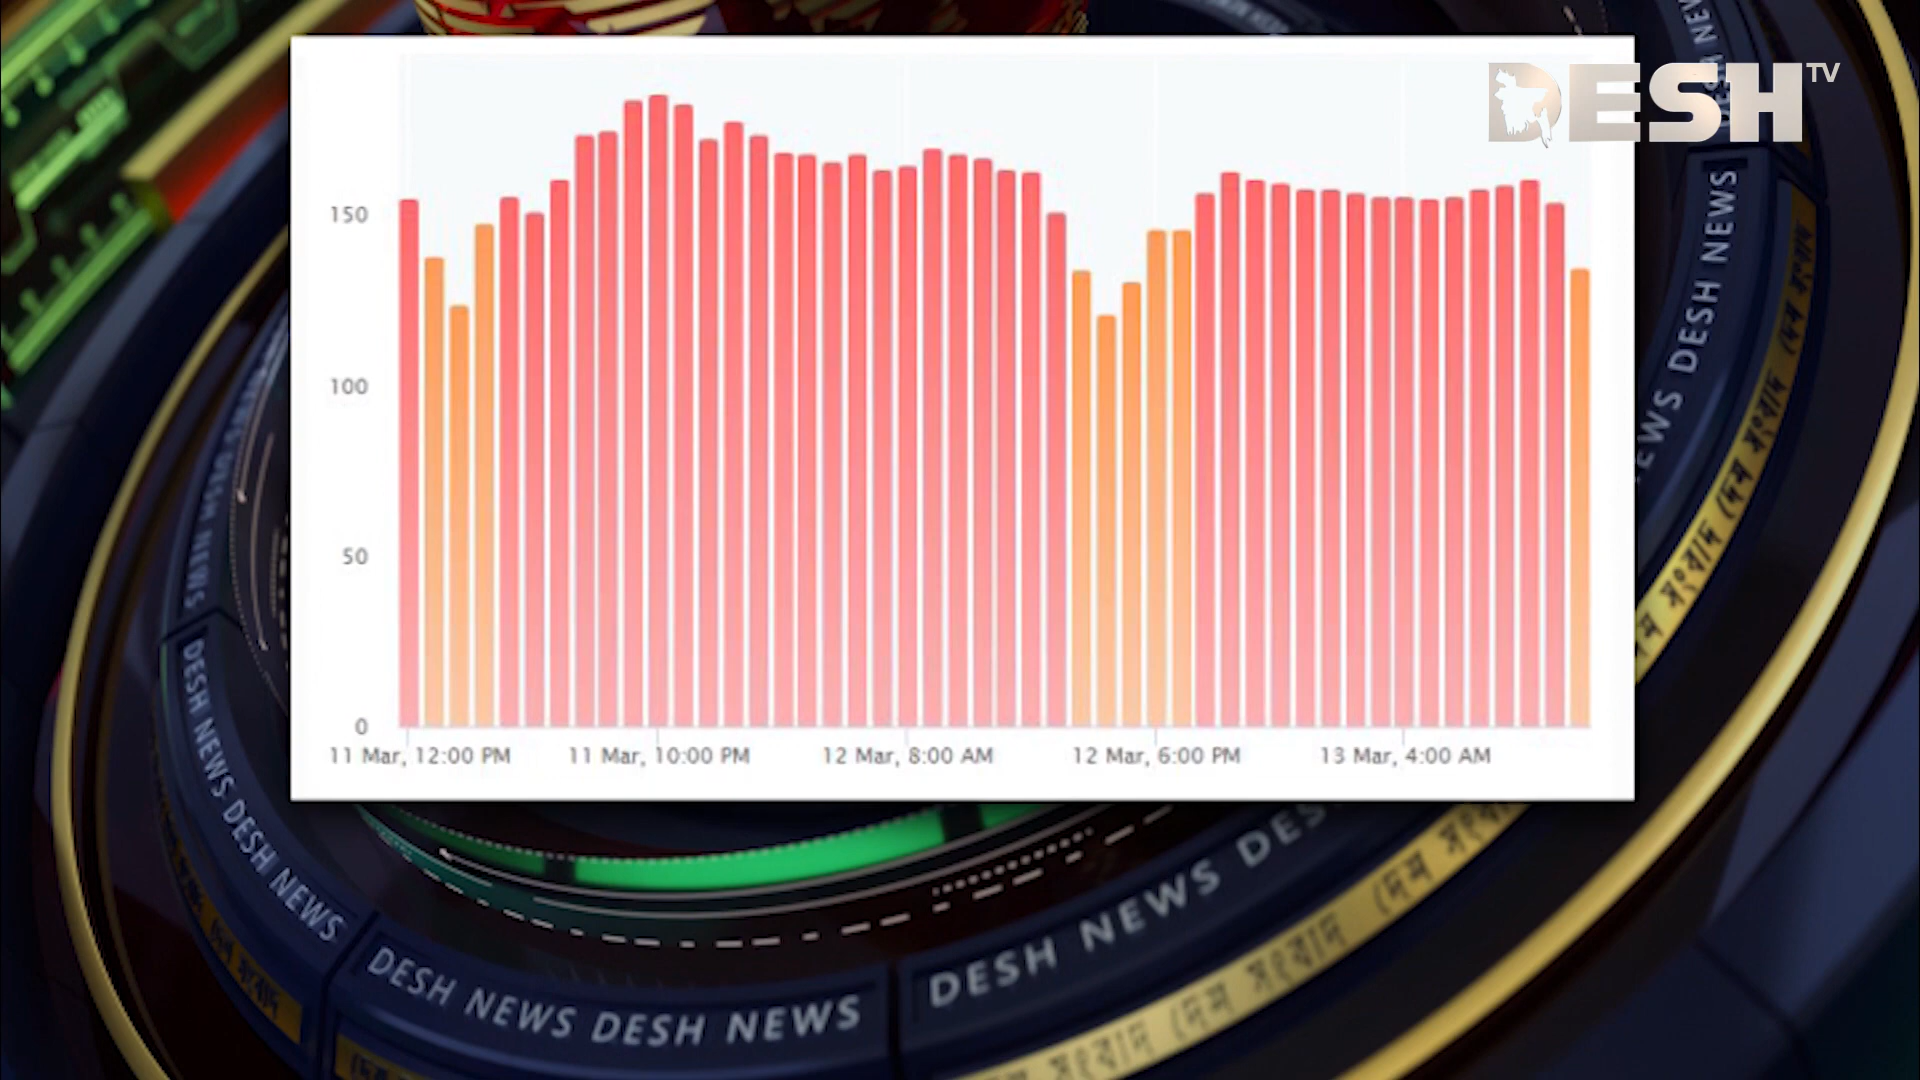 DESH TV
150
100
50
0
11 Mar, 12:00 PM
11 Mar, 10:00 PM
12 Mar, 8:00 AM
12 Mar, 6:00 PM
13 Mar, 4:00 AM
DESH NEWS DESH NEWS
DESH NEWS DESH NEWS
DESH NEWS
NEWS DESH NEWS
দেশ সংবাদ দেশ সংবাদ